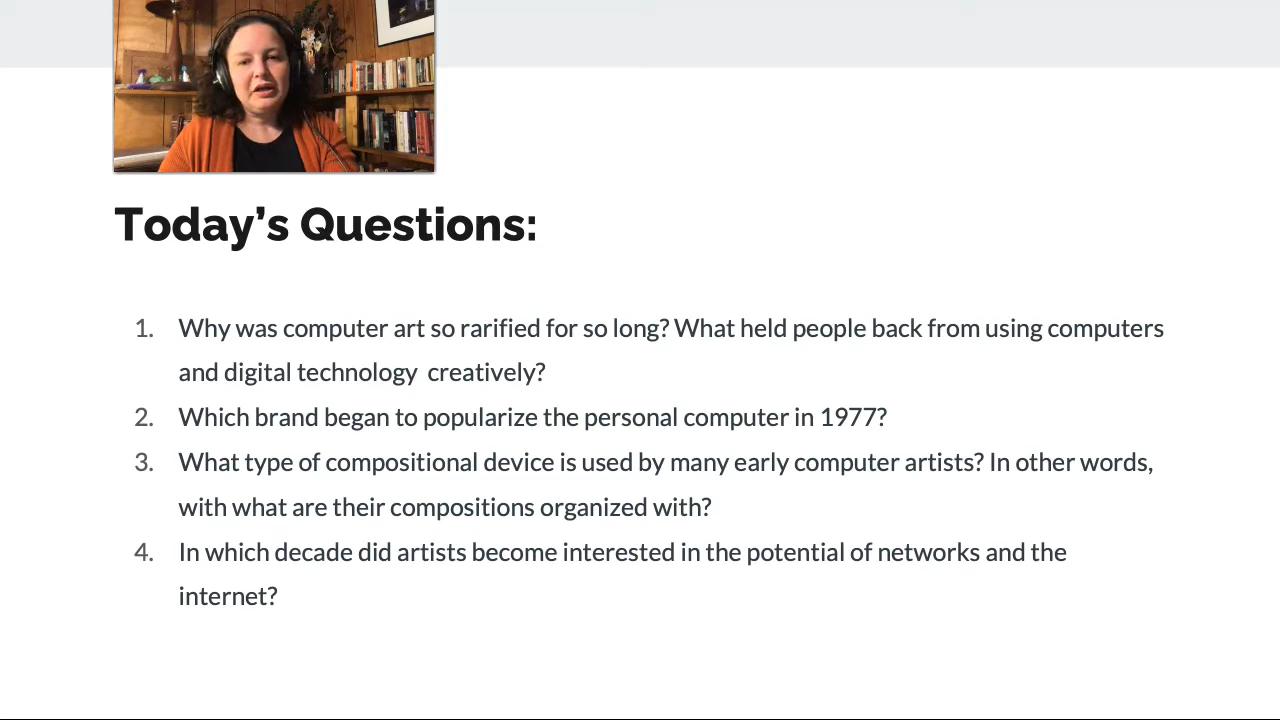 Today's Questions:
1. Why was computer art so rarified for so long? What held people back from using computers
and digital technology  creatively?
2. Which brand began to popularize the personal computer in 1977?
3. What type of compositional device is used by many early computer artists? In other words,
with what are their compositions organized with?
4. In which decade did artists become interested in the potential of networks and the
internet?